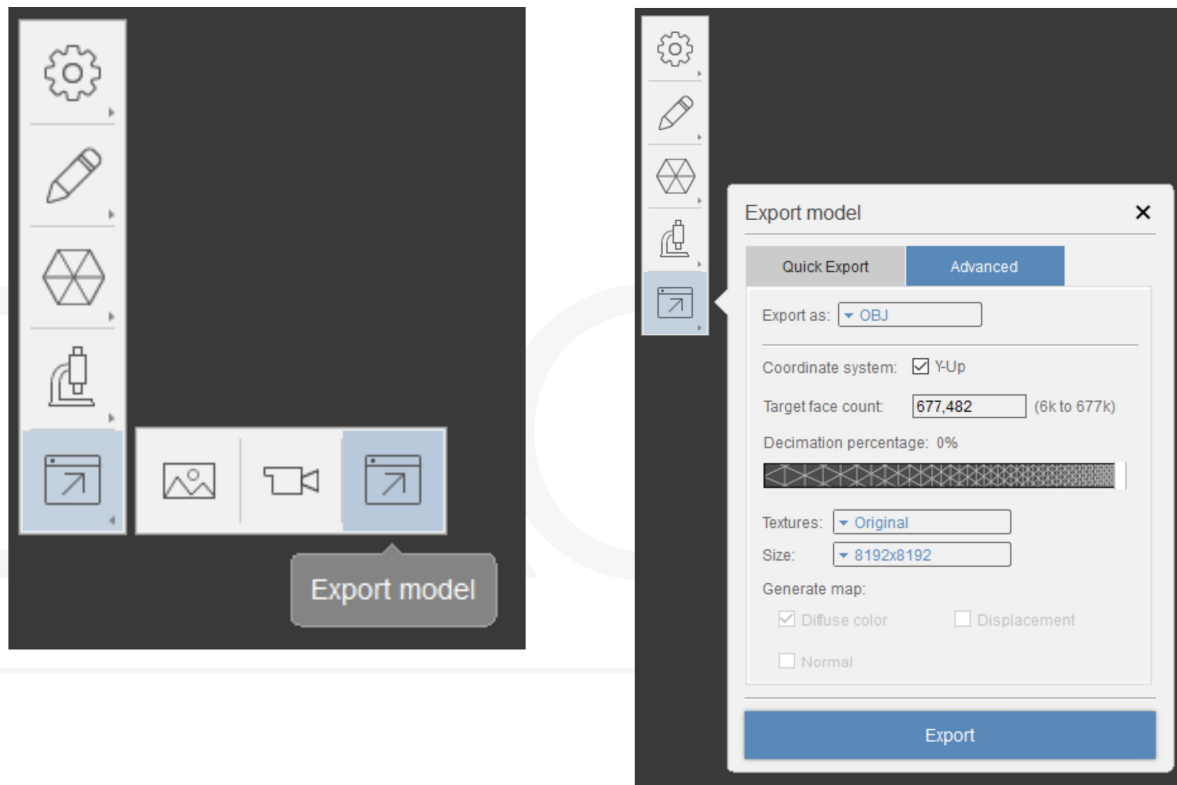 Export model
Export model
Quick Export Advanced
Export as: OBJ
Coordinate system: Y-Up
Target face count: 677,482 (6k to 677k)
Decimation percentage: 0%
Textures: Original
Size: 8192x8192
Generate map:
Diffuse color Displacement
Normal
Export